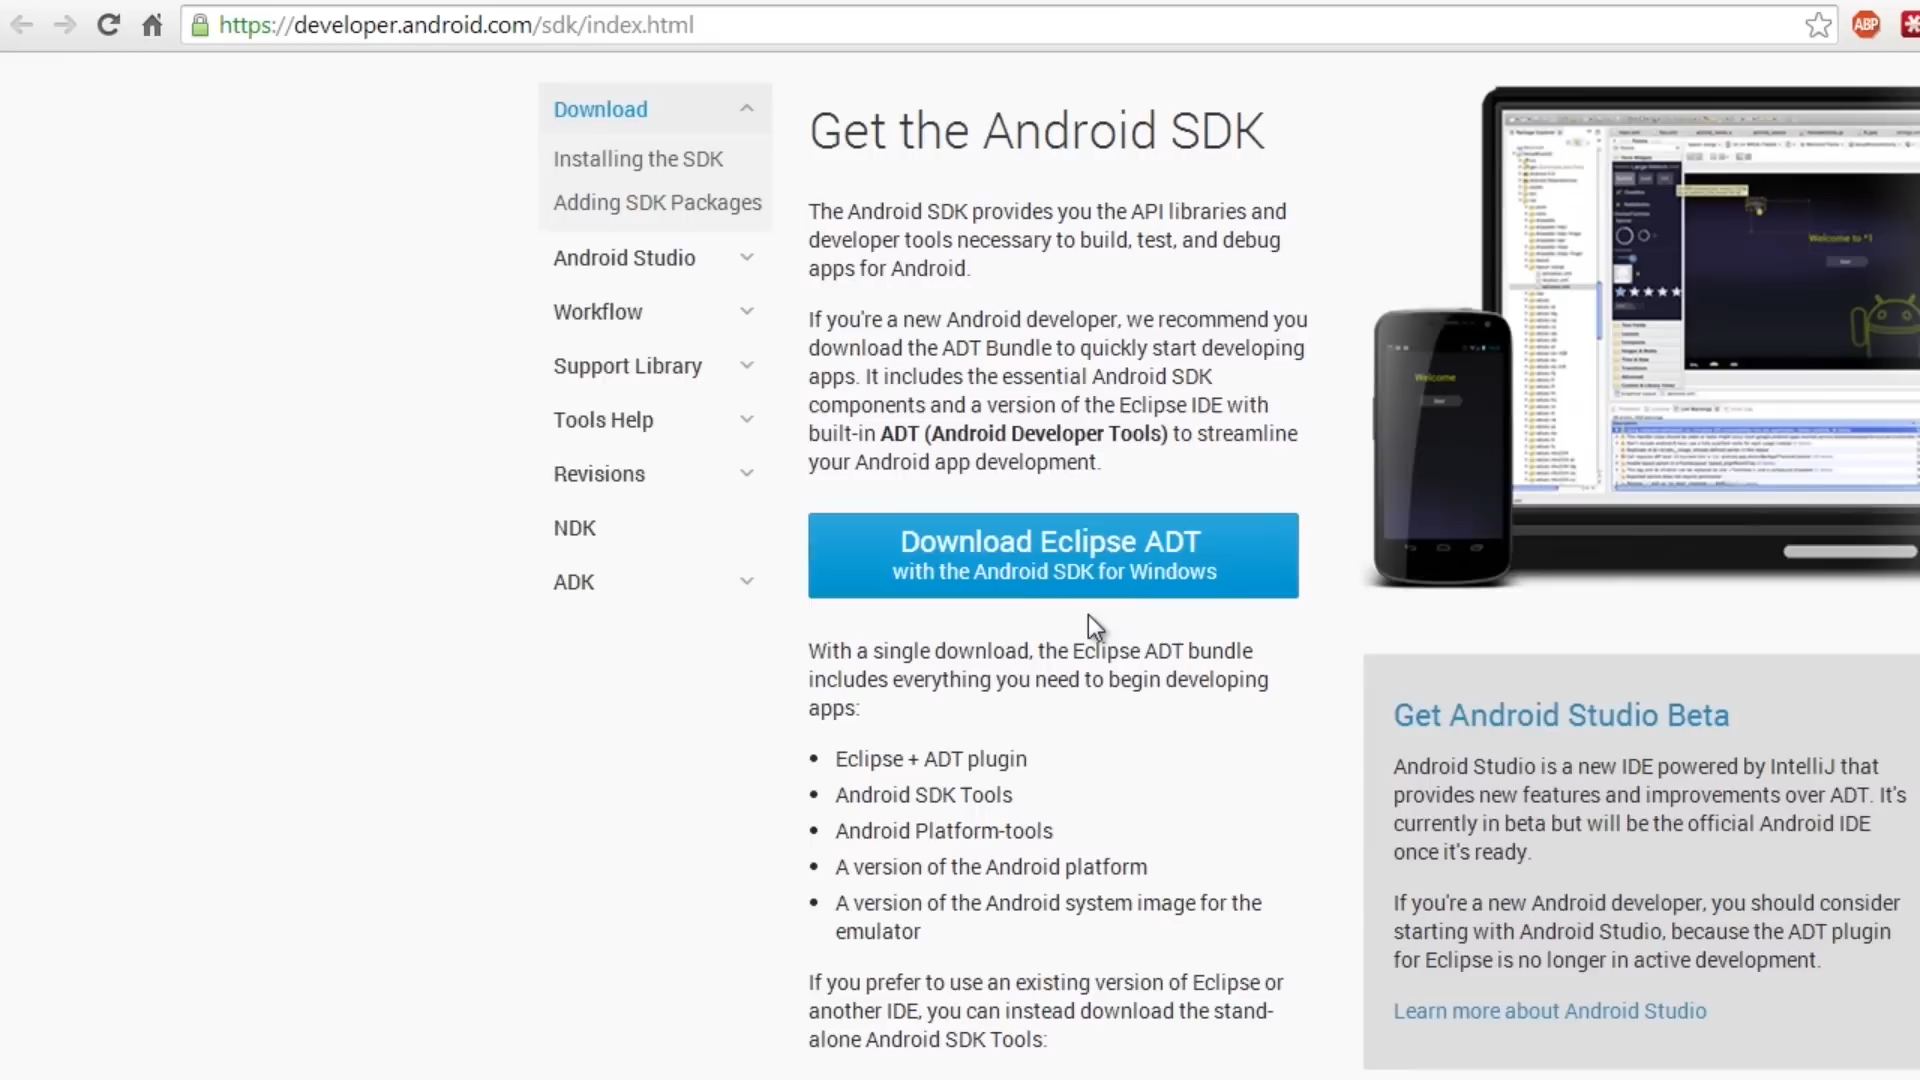 https://developer.android.com/sdk/index.html
ABP
Download
Installing the SDK
Adding SDK Packages
Android Studio
Workflow
Support Library
Tools Help
Revisions
NDK
ADK
Get the Android SDK
The Android SDK provides you the API libraries and
developer tools necessary to build, test, and debug
apps for Android.
If you're a new Android developer, we recommend you
download the ADT Bundle to quickly start developing
apps. It includes the essential Android SDK
components and a version of the Eclipse IDE with
built-in ADT (Android Developer Tools) to streamline
your Android app development.
Download Eclipse ADT
with the Android SDK for Windows
With a single download, the Eclipse ADT bundle
includes everything you need to begin developing
apps:
• Eclipse + ADT plugin
• Android SDK Tools
• Android Platform-tools
• A version of the Android platform
• A version of the Android system image for the
emulator
If you prefer to use an existing version of Eclipse or
another IDE, you can instead download the stand-
alone Android SDK Tools:
Welcome to *1
Welcome
Get Android Studio Beta
Android Studio is a new IDE powered by IntelliJ that
provides new features and improvements over ADT. It's
currently in beta but will be the official Android IDE
once it's ready.
If you're a new Android developer, you should consider
starting with Android Studio, because the ADT plugin
for Eclipse is no longer in active development.
Learn more about Android Studio